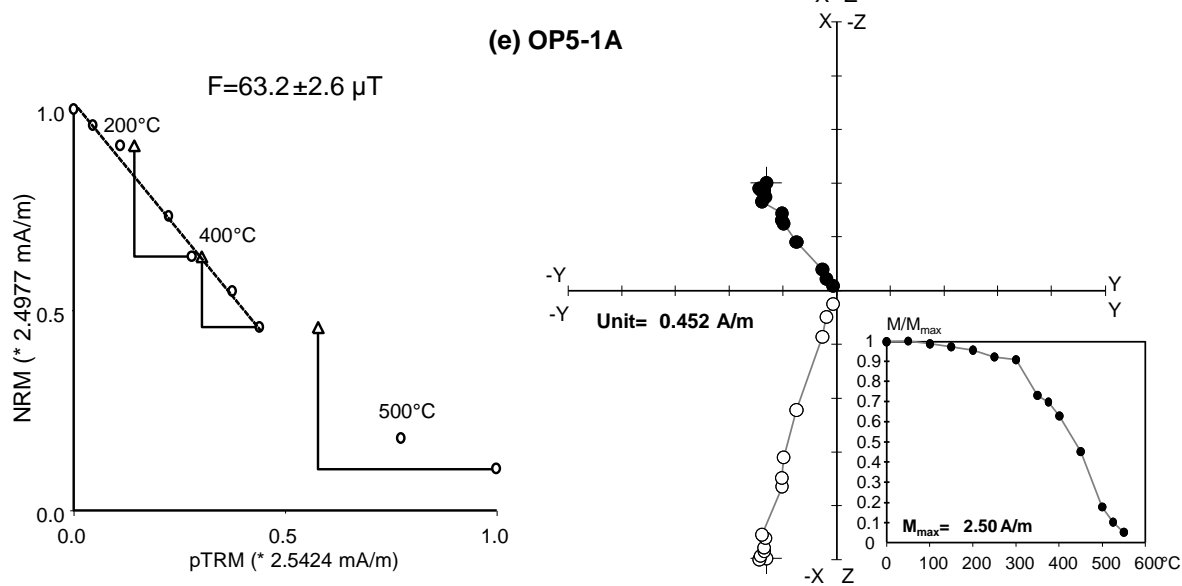 (e) OP5-1A
F=63.2±2.6 µT
1.0
200°C
400°C
0.5
500°C
0.0
0.5
1.0
NRM (* 2.4977 mA/m)
pTRM (* 2.5424 mA/m)
X -Z
-Y Y
-Y Y
Unit= 0.452 A/m
-X Z
M/Mmax
1
0.9
0.8
0.7
0.6
0.5
0.4
0.3
0.2
0.1
0
Mmax= 2.50 A/m
0 100 200 300 400 500 600°C